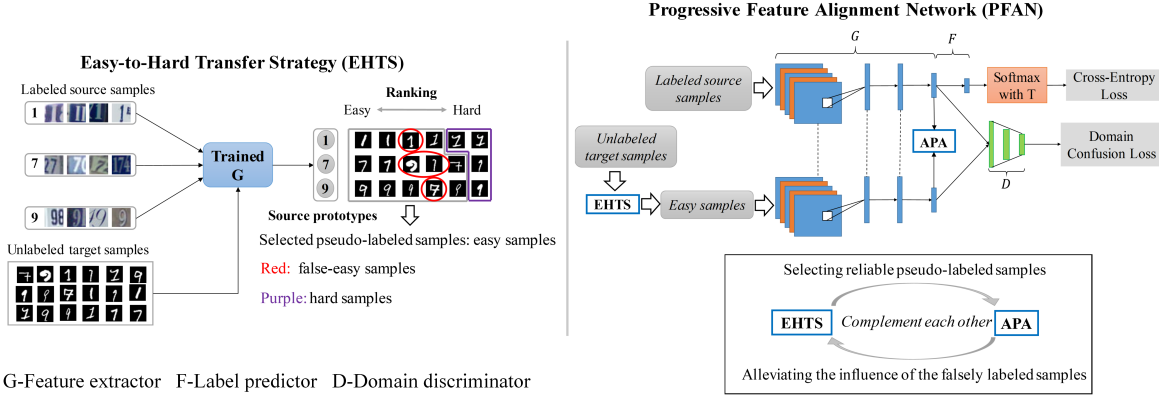 Progressive Feature Alignment Network (PFAN)
Easy-to-Hard Transfer Strategy (EHTS)
Labeled source samples
1
7
9
Unlabeled target samples
Trained
G
Ranking
Easy
Hard
1
7
9
Source prototypes
Selected pseudo-labeled samples: easy samples
Red: false-easy samples
Purple: hard samples
G-Feature extractor F-Label predictor D-Domain discriminator
G
F
Labeled source
samples
Softmax
with T
Cross-Entropy
Loss
Unlabeled
target samples
APA
Domain
Confusion Loss
D
EHTS
Easy samples
Selecting reliable pseudo-labeled samples
EHTS
Complement each other
APA
Alleviating the influence of the falsely labeled samples